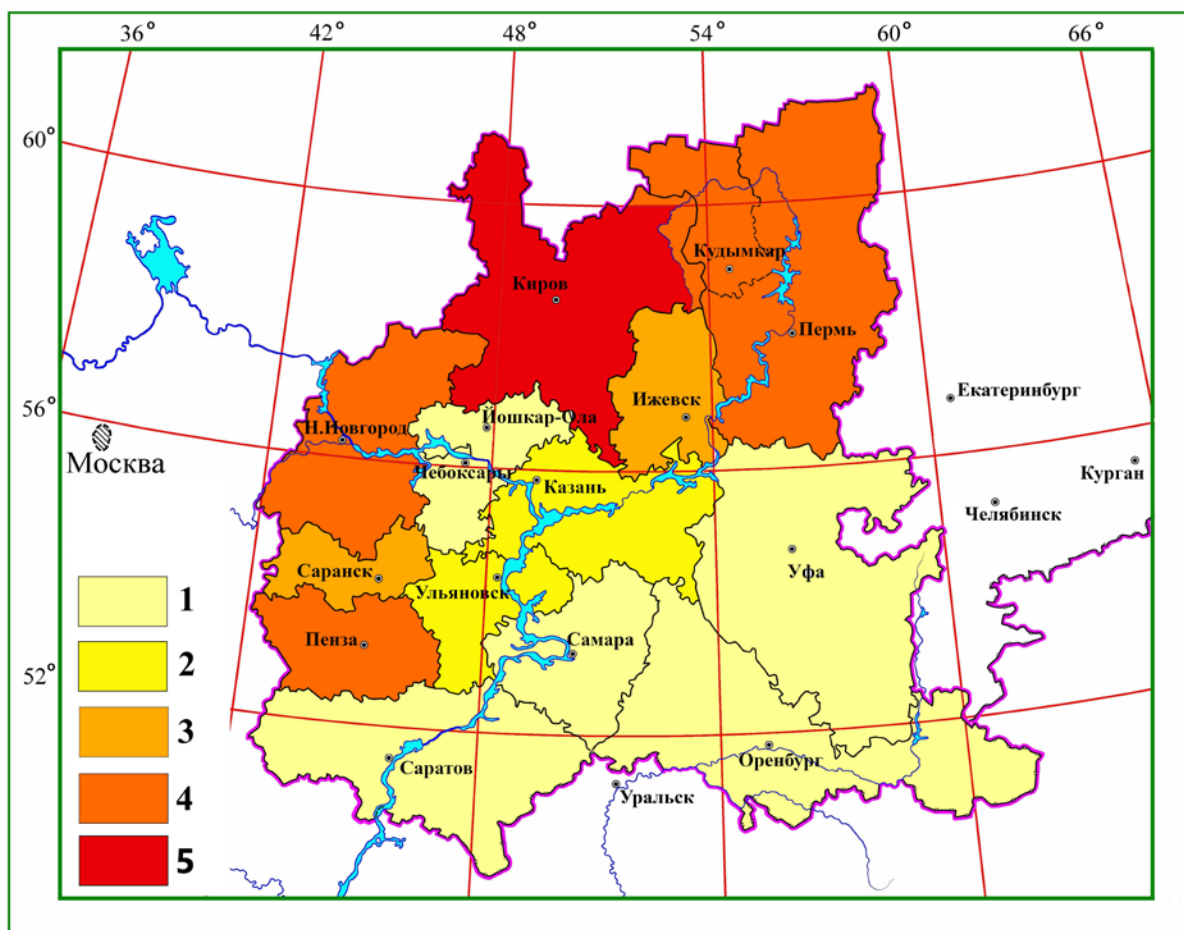 36°
42°
48°
54°
60°
66°
60°
56°
52°
Кудымкар
Киров
Пермь
Екатеринбург
Ижевск
Йошкар-Ола
Н.Новгород
Москва
Чебоксары
Казань
Курган
Челябинск
Уфа
Саранск
Ульяновск
Пенза
Самара
Оренбург
Саратов
Уральск
1
2
3
4
5